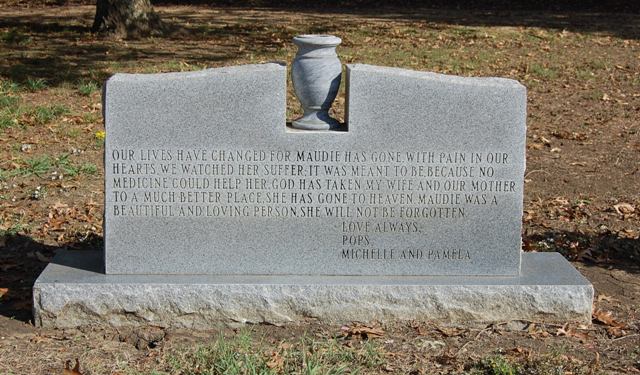 OUR LIVES HAVE CHANGED FOR, MAUDIE HAS GONE, WITH PAIN IN OUR
HEARTS, WE WATCHED HER SUFFER; IT WAS MEANT TO BE, BECAUSE NO
MEDICINE COULD HELP HER, GOD HAS TAKEN MY WIFE AND OUR MOTHER
TO A MUCH BETTER PLACE, SHE HAS GONE TO HEAVEN, MAUDIE WAS A
BEAUTIFUL AND LOVING PERSON, SHE WILL NOT BE FORGOTTEN.
LOVE ALWAYS,
POPS
MICHELLE AND PAMELA